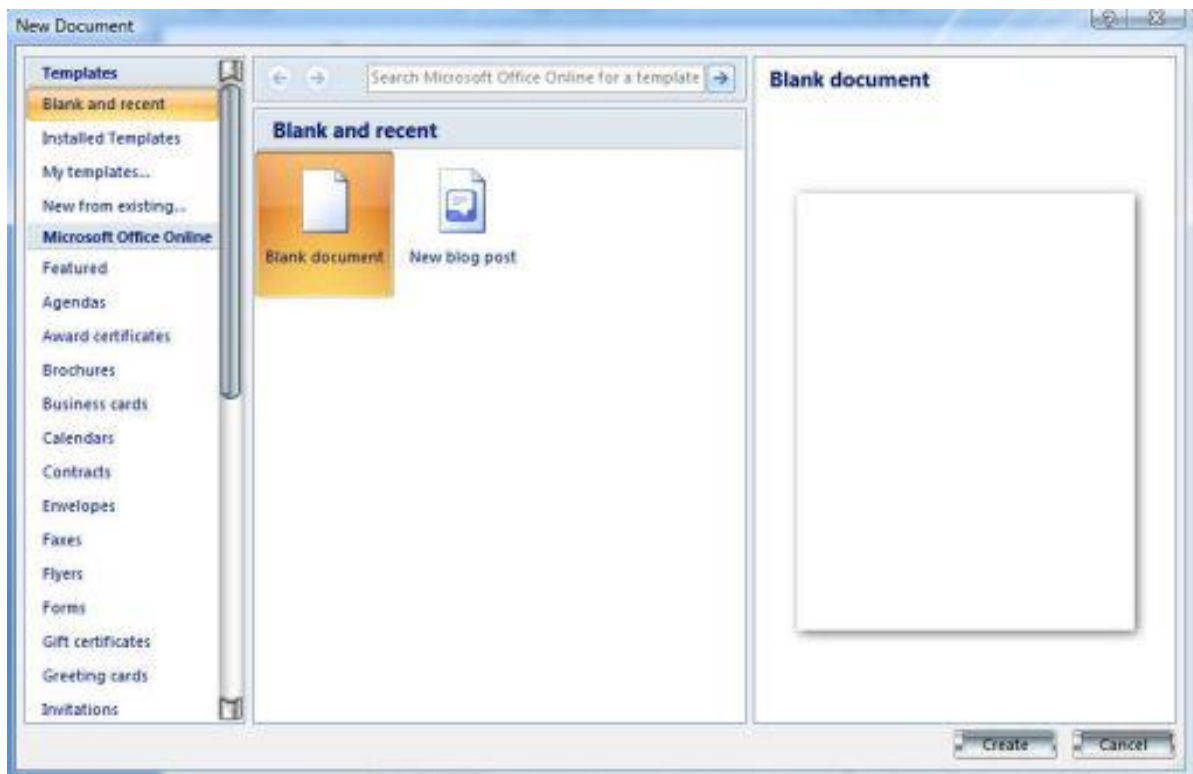 New Document
Templates
Blank and recent
Installed Templates
My templates...
New from existing...
Microsoft Office Online
Featured
Agendas
Award certificates
Brochures
Business cards
Calendars
Contracts
Envelopes
Faxes
Flyers
Forms
Gift certificates
Greeting cards
Invitations
Search Microsoft Office Online for a template
Blank and recent
Blank document
New blog post
Blank document
Create
Cancel